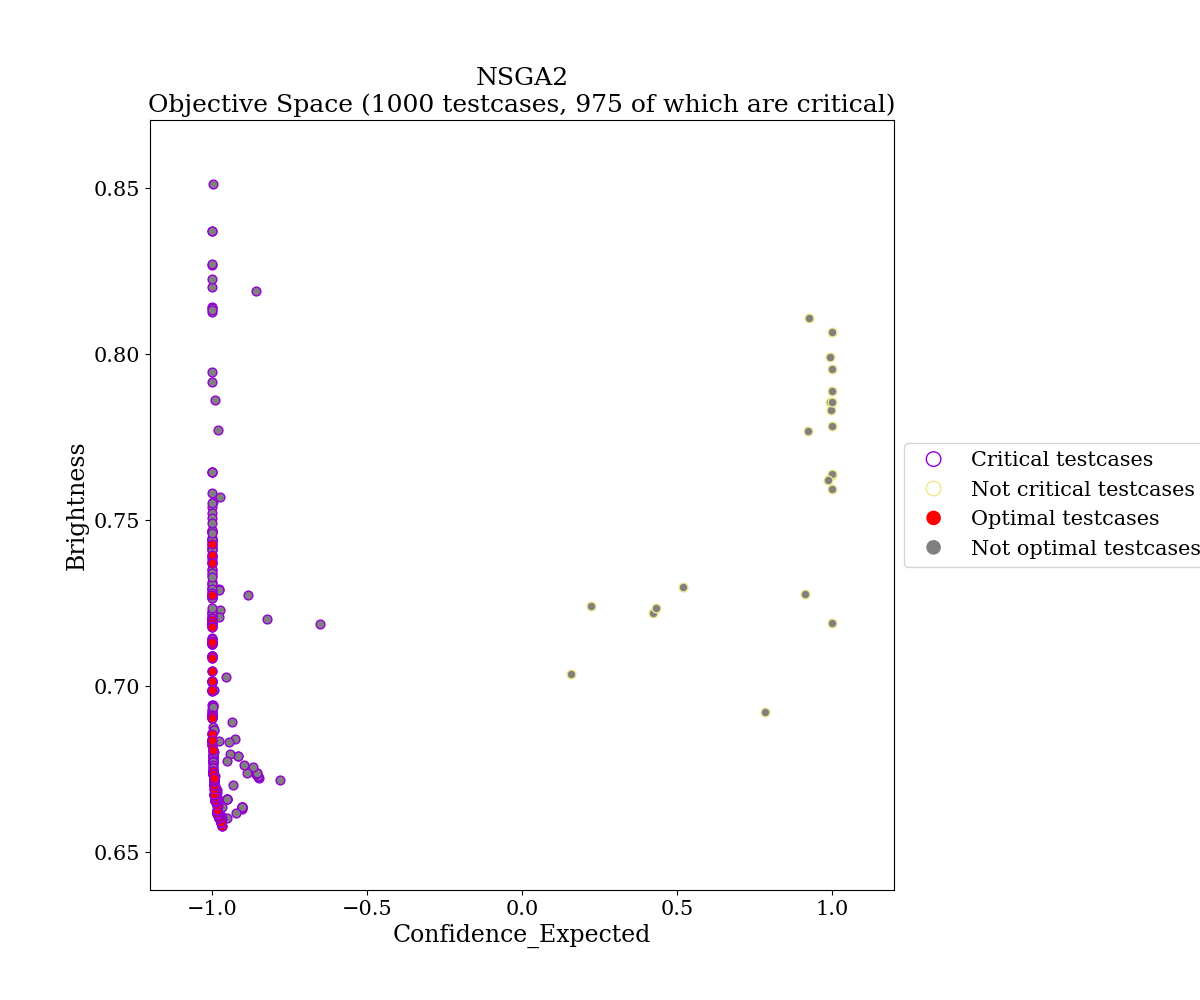 NSGA2
Objective Space (1000 testcases, 975 of which are critical)
0.85
0.80
0.75
0.70
0.65
Brightness
−1.0
−0.5
0.0
0.5
1.0
Confidence_Expected
Critical testcases
Not critical testcases
Optimal testcases
Not optimal testcases